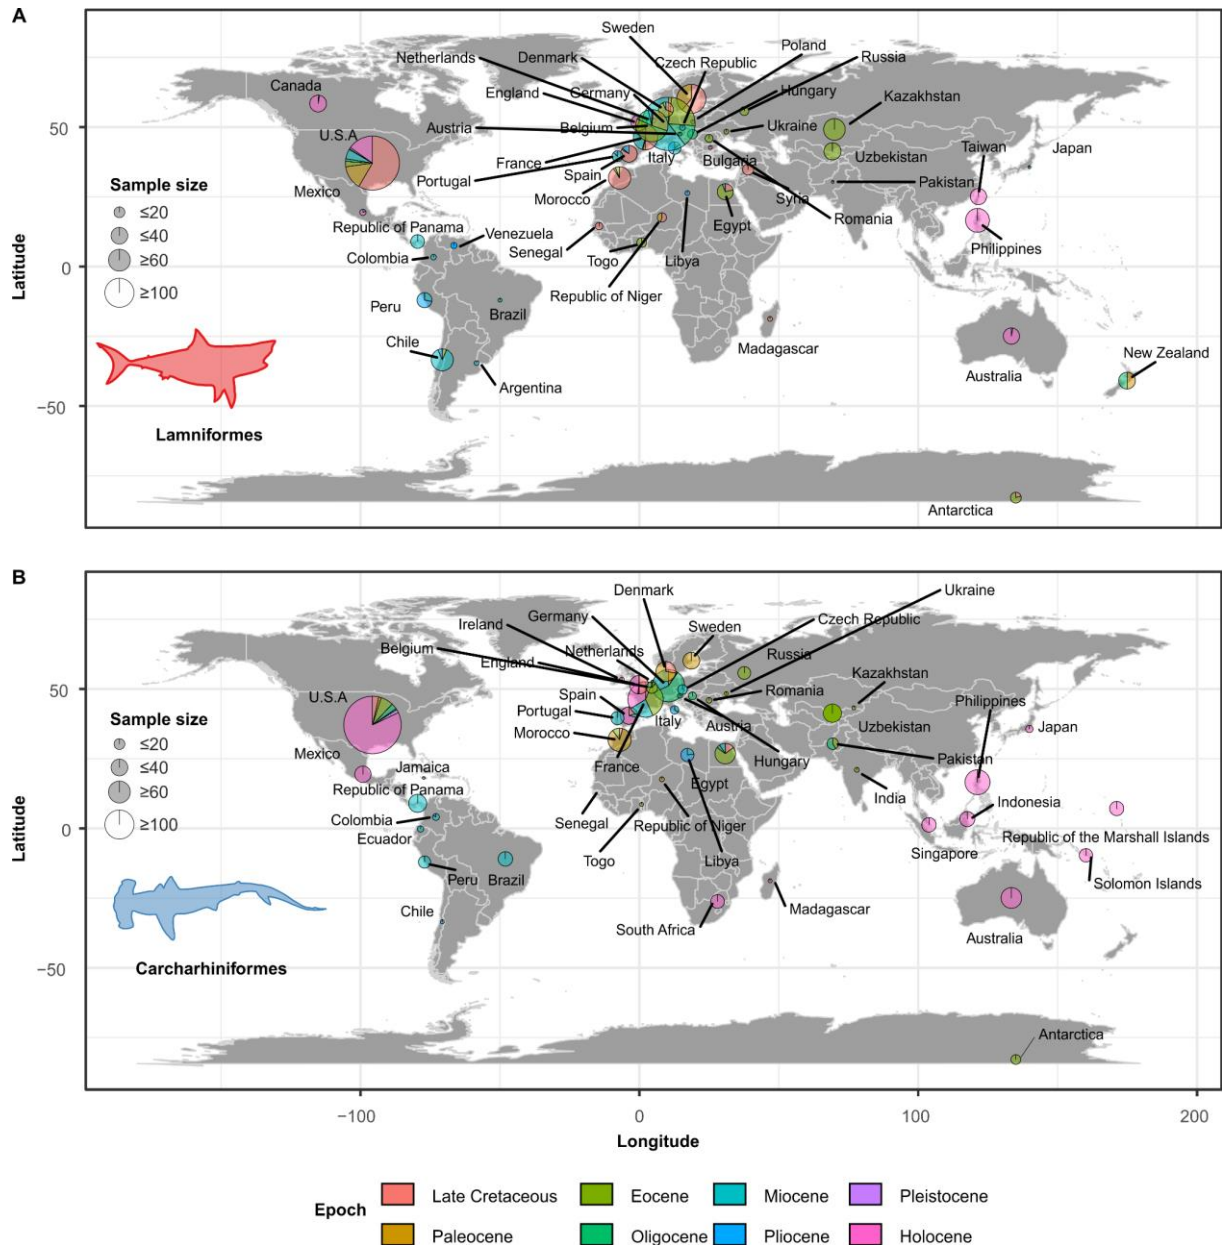 A
Sweden
Netherlands
Denmark
Poland
Czech Republic
Russia
Canada
England
Germany
Hungary
Kazakhstan
50
U.S.A
Austria
Belgium
Ukraine
Taiwan
Japan
France
Italy
Bulgaria
Uzbekistan
Sample size
Portugal
Spain
Pakistan
≤20
Mexico
Morocco
Syria
≤40
Republic of Panama
Venezuela
Senegal
Egypt
Romania
Philippines
≥60
Colombia
Togo
Libya
0
≥100
Republic of Niger
Latitude
Peru
Brazil
Chile
Madagascar
New Zealand
Argentina
Australia
−50
Lamniformes
Antarctica
B
Denmark
Ukraine
Germany
Czech Republic
Ireland
Sweden
Belgium
Netherlands
Russia
England
Kazakhstan
50
U.S.A
Spain
Romania
Philippines
Sample size
Portugal
Italy
Austria
Uzbekistan
Japan
≤20
Morocco
Mexico
Jamaica
France
Hungary
Pakistan
≤40
Republic of Panama
Egypt
India
Indonesia
≥60
Colombia
Senegal
Republic of Niger
0
≥100
Ecuador
Republic of the Marshall Islands
Latitude
Togo
Libya
Singapore
Peru
Brazil
Solomon Islands
Chile
Madagascar
South Africa
Australia
Carcharhiniformes
−50
Antarctica
−100
0
100
200
Longitude
Epoch
Late Cretaceous
Eocene
Miocene
Pleistocene
Paleocene
Oligocene
Pliocene
Holocene